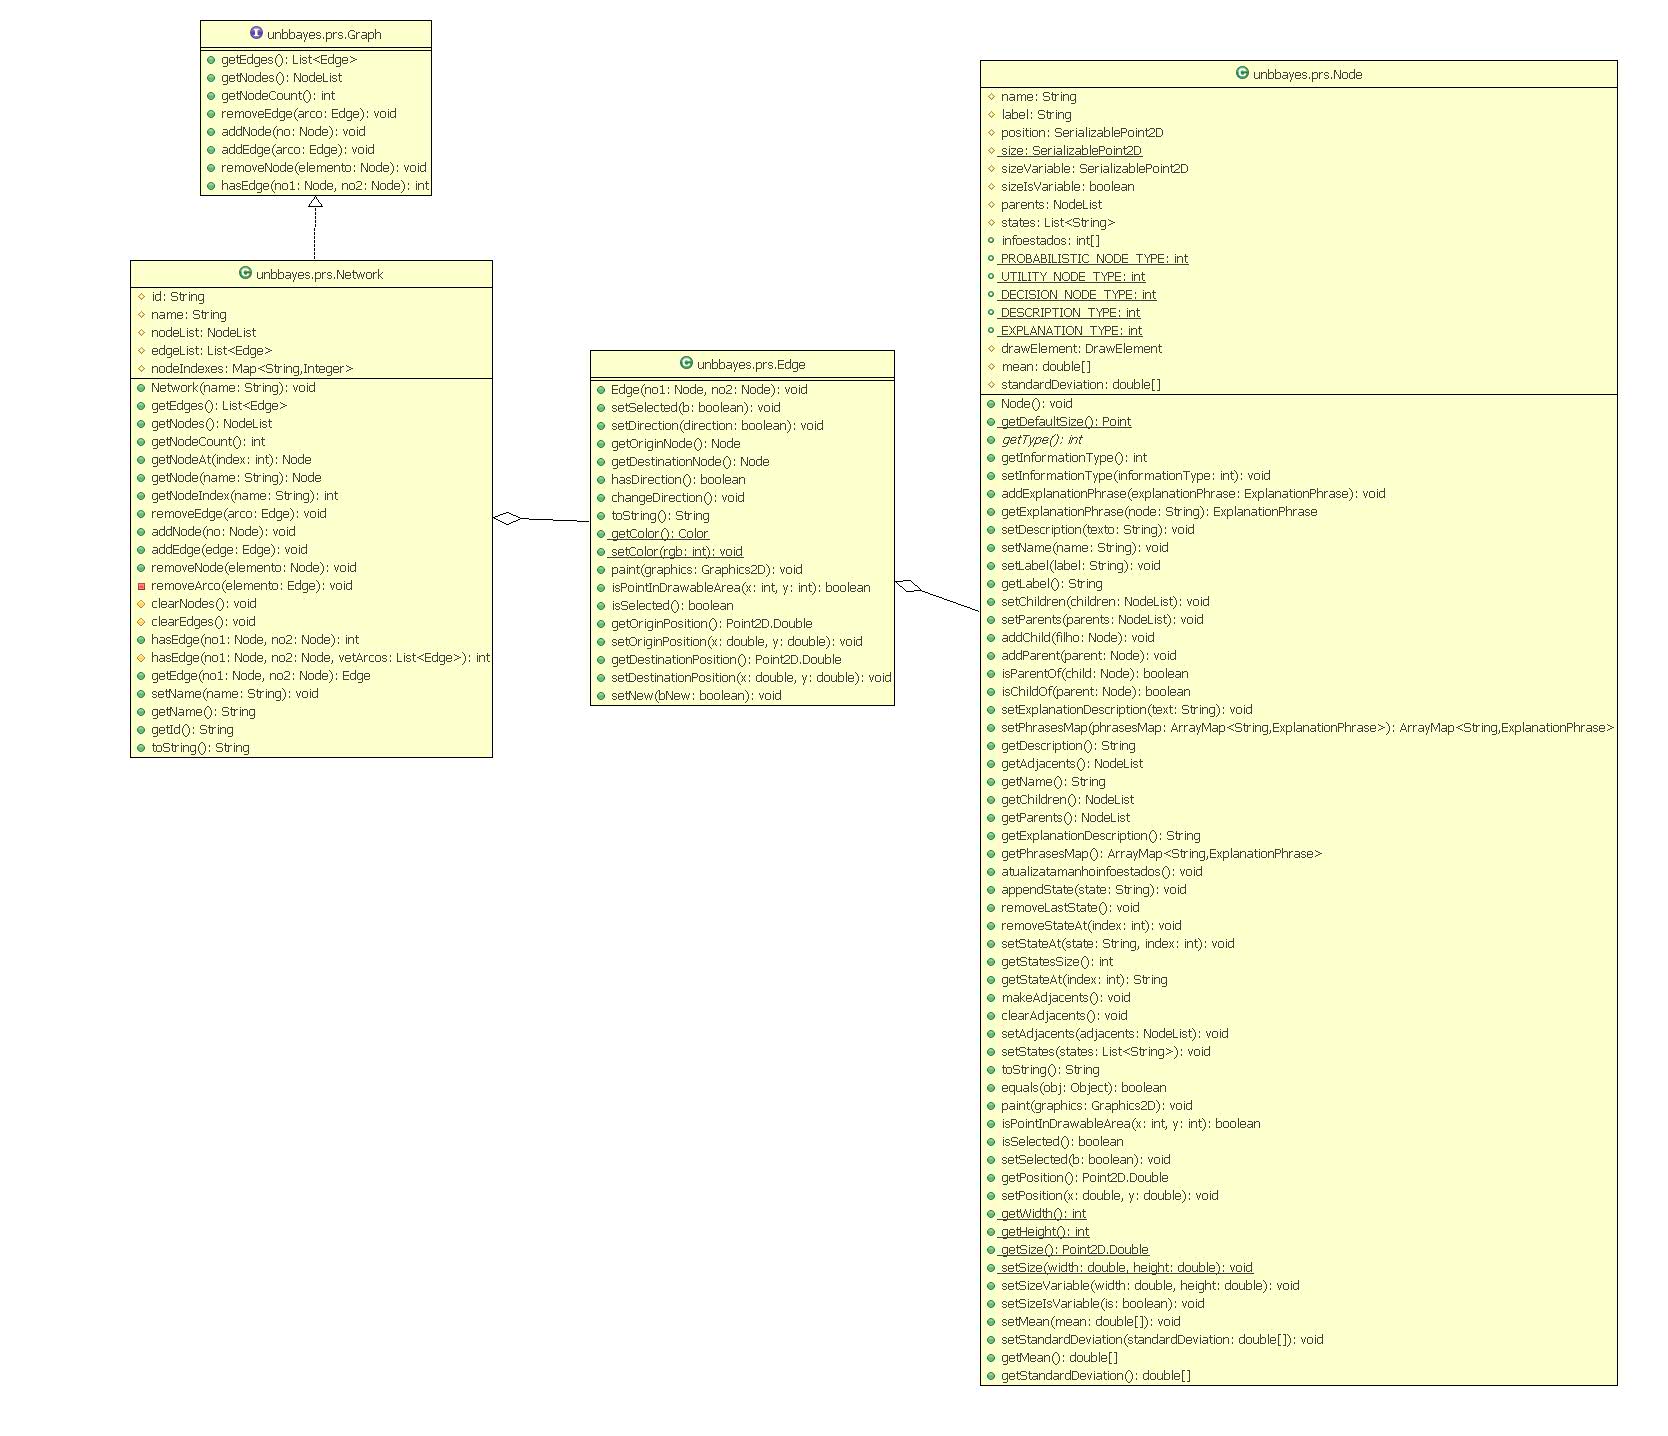 unbbayes.prs.Graph
getEdges(): List<Edge>
getNodes(): NodeList
getNodeCount(): int
removeEdge(arco: Edge): void
addNode(no: Node): void
addEdge(arco: Edge): void
removeNode(elemento: Node): void
hasEdge(no1: Node, no2: Node): int
unbbayes.prs.Network
id: String
name: String
nodeList: NodeList
edgeList: List<Edge>
nodeIndexes: Map<String,Integer>
Network(name: String): void
getEdges(): List<Edge>
getNodes(): NodeList
getNodeCount(): int
getNodeAt(index: int): Node
getNode(name: String): Node
getNodeIndex(name: String): int
removeEdge(arco: Edge): void
addNode(no: Node): void
addEdge(edge: Edge): void
removeNode(elemento: Node): void
removeArco(elemento: Edge): void
clearNodes(): void
clearEdges(): void
hasEdge(no1: Node, no2: Node): int
hasEdge(no1: Node, no2: Node, vetArcos: List<Edge>): int
getEdge(no1: Node, no2: Node): Edge
setName(name: String): void
getName(): String
getId(): String
toString(): String
unbbayes.prs.Edge
Edge(no1: Node, no2: Node): void
setSelected(b: boolean): void
setDirection(direction: boolean): void
getOriginNode(): Node
getDestinationNode(): Node
hasDirection(): boolean
changeDirection(): void
toString(): String
getColor(): Color
setColor(rgb: int): void
paint(graphics: Graphics2D): void
isPointInDrawableArea(x: int, y: int): boolean
isSelected(): boolean
getOriginPosition(): Point2D.Double
setOriginPosition(x: double, y: double): void
getDestinationPosition(): Point2D.Double
setDestinationPosition(x: double, y: double): void
setNew(bNew: boolean): void
unbbayes.prs.Node
name: String
label: String
position: SerializablePoint2D
size: SerializablePoint2D
sizeVariable: SerializablePoint2D
sizeIsVariable: boolean
parents: NodeList
states: List<String>
infoestados: int[]
PROBABILISTIC_NODE_TYPE: int
UTILITY_NODE_TYPE: int
DECISION_NODE_TYPE: int
DESCRIPTION_TYPE: int
EXPLANATION_TYPE: int
drawElement: DrawElement
mean: double[]
standardDeviation: double[]
Node(): void
getDefaultSize(): Point
getType(): int
getInformationType(): int
setInformationType(informationType: int): void
addExplanationPhrase(explanationPhrase: ExplanationPhrase): void
getExplanationPhrase(node: String): ExplanationPhrase
setDescription(texto: String): void
setName(name: String): void
setLabel(label: String): void
getLabel(): String
setChildren(children: NodeList): void
setParents(parents: NodeList): void
addChild(filho: Node): void
addParent(parent: Node): void
isParentOf(child: Node): boolean
isChildOf(parent: Node): boolean
setExplanationDescription(text: String): void
setPhrasesMap(phrasesMap: ArrayMap<String,ExplanationPhrase>): ArrayMap<String,ExplanationPhrase>
getDescription(): String
getAdjacents(): NodeList
getName(): String
getChildren(): NodeList
getParents(): NodeList
getExplanationDescription(): String
getPhrasesMap(): ArrayMap<String,ExplanationPhrase>
atualizatamanhoinfoestados(): void
appendState(state: String): void
removeLastState(): void
removeStateAt(index: int): void
setStateAt(state: String, index: int): void
getStatesSize(): int
getStateAt(index: int): String
makeAdjacents(): void
clearAdjacents(): void
setAdjacents(adjacents: NodeList): void
setStates(states: List<String>): void
toString(): String
equals(obj: Object): boolean
paint(graphics: Graphics2D): void
isPointInDrawableArea(x: int, y: int): boolean
isSelected(): boolean
setSelected(b: boolean): void
getPosition(): Point2D.Double
setPosition(x: double, y: double): void
getWidth(): int
getHeight(): int
getSize(): Point2D.Double
setSize(width: double, height: double): void
setSizeVariable(width: double, height: double): void
setSizeIsVariable(is: boolean): void
setMean(mean: double[]): void
setStandardDeviation(standardDeviation: double[]): void
getMean(): double[]
getStandardDeviation(): double[]